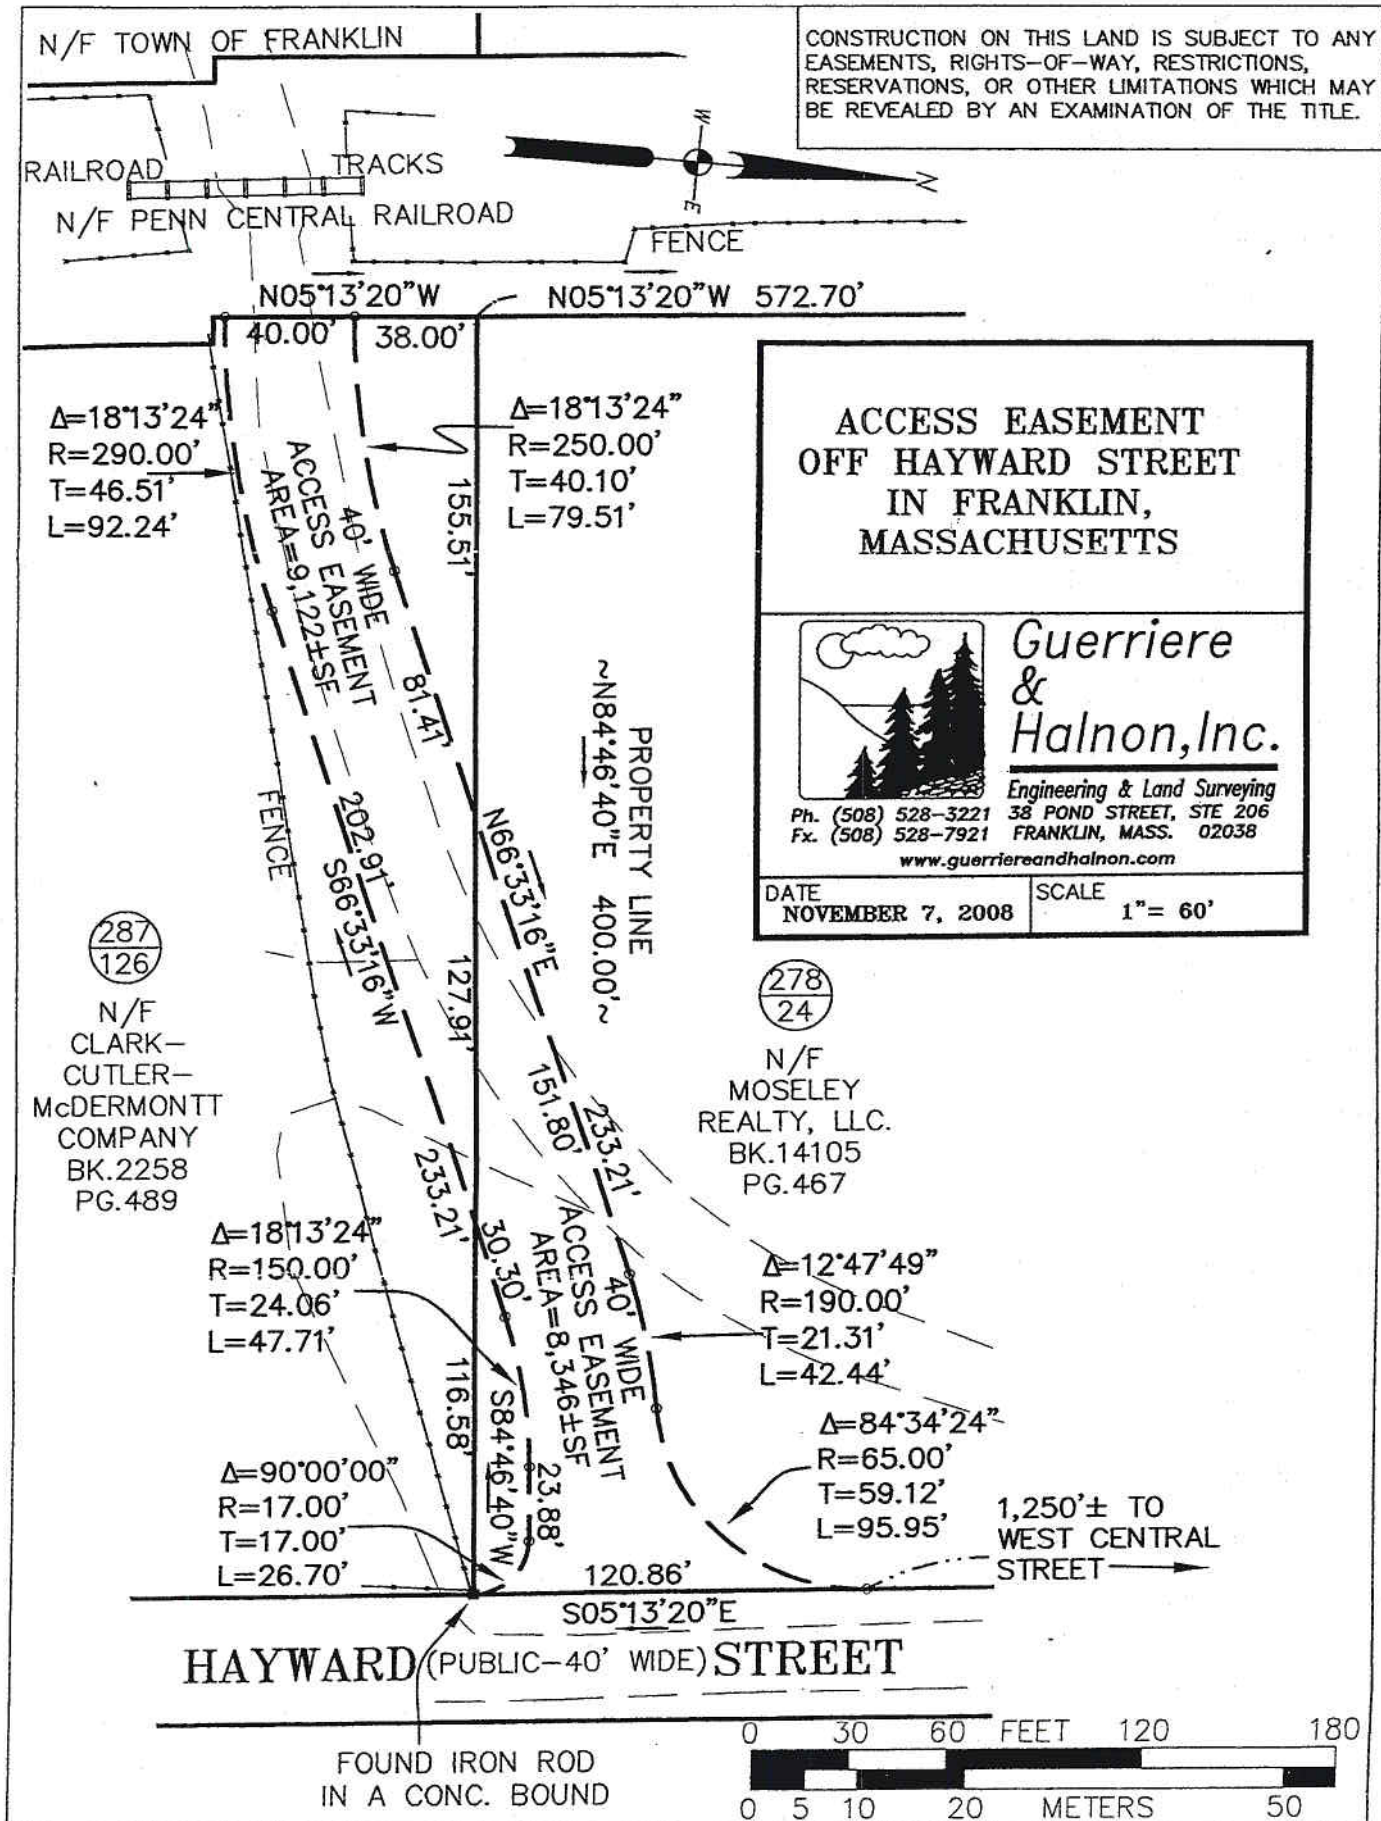 N/F TOWN OF FRANKLIN
CONSTRUCTION ON THIS LAND IS SUBJECT TO ANY
EASEMENTS, RIGHTS-OF-WAY, RESTRICTIONS,
RESERVATIONS, OR OTHER LIMITATIONS WHICH MAY
BE REVEALED BY AN EXAMINATION OF THE TITLE.
W
N
E
RAILROAD TRACKS
N/F PENN CENTRAL RAILROAD
FENCE
N05°13'20"W
N05°13'20"W 572.70'
40.00'
38.00'
Δ=18°13'24"
R=290.00'
T=46.51'
L=92.24'
Δ=18°13'24"
R=250.00'
T=40.10'
L=79.51'
155.51'
40' WIDE
ACCESS EASEMENT
AREA=9,122±SF
81.41'
ACCESS EASEMENT
OFF HAYWARD STREET
IN FRANKLIN,
MASSACHUSETTS
Guerriere
&
Halnon,Inc.
Engineering & Land Surveying
Ph. (508) 528-3221 38 POND STREET, STE 206
Fx. (508) 528-7921 FRANKLIN, MASS. 02038
www.guerriereandhalnon.com
DATE
NOVEMBER 7, 2008
SCALE
1"= 60'
PROPERTY LINE
~N84°46'40"E 400.00'~
FENCE
202.91'
S66°33'16"W
N66°33'16"E
127.91'
287
126
N/F
CLARK-
CUTLER-
McDERMONTT
COMPANY
BK.2258
PG.489
278
24
N/F
MOSELEY
REALTY, LLC.
BK.14105
PG.467
151.80'
233.21'
233.21'
30.30'
40' WIDE
ACCESS EASEMENT
AREA=8,346±SF
Δ=18°13'24"
R=150.00'
T=24.06'
L=47.71'
Δ=12°47'49"
R=190.00'
T=21.31'
L=42.44'
116.58'
S84°46'40"W
23.88'
Δ=84°34'24"
R=65.00'
T=59.12'
L=95.95'
Δ=90°00'00"
R=17.00'
T=17.00'
L=26.70'
1,250'± TO
WEST CENTRAL
STREET
120.86'
S05°13'20"E
HAYWARD (PUBLIC-40' WIDE) STREET
FOUND IRON ROD
IN A CONC. BOUND
0 30 60 FEET 120 180
0 5 10 20 METERS 50